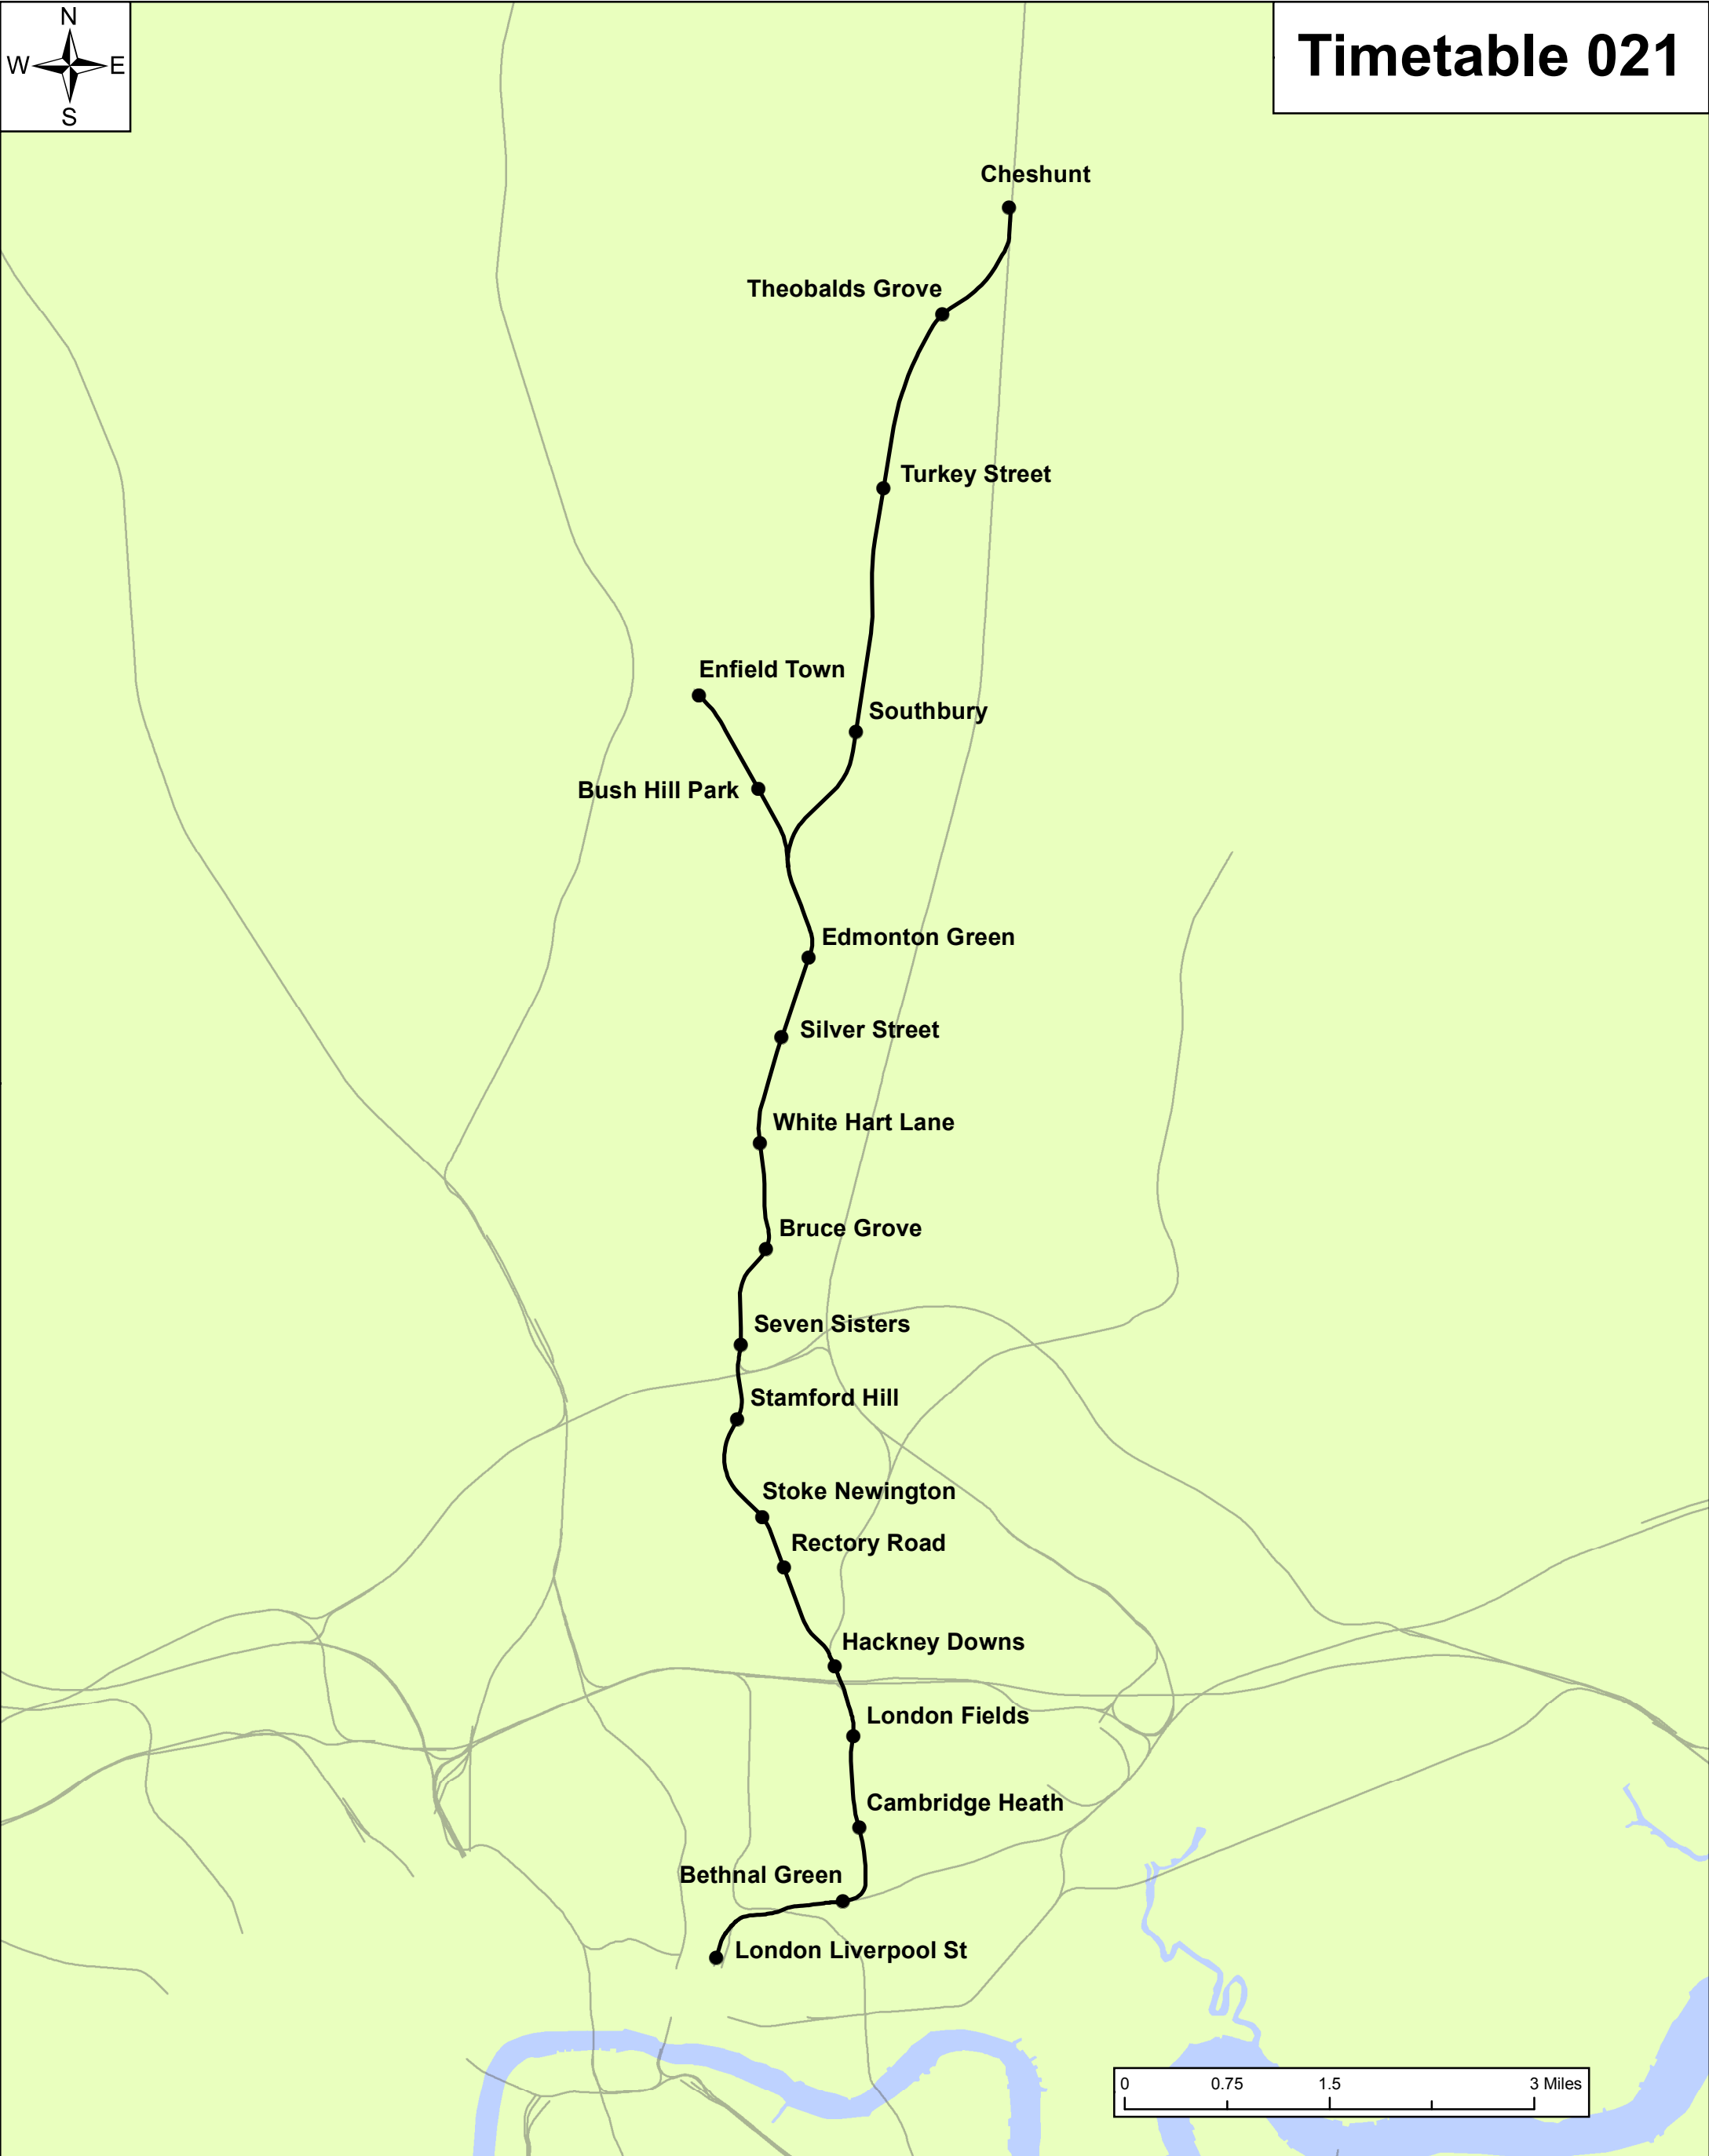 N
W E
S
Timetable 021
Cheshunt
Theobalds Grove
Turkey Street
Enfield Town
Southbury
Bush Hill Park
Edmonton Green
Silver Street
White Hart Lane
Bruce Grove
Seven Sisters
Stamford Hill
Stoke Newington
Rectory Road
Hackney Downs
London Fields
Cambridge Heath
Bethnal Green
London Liverpool St
0 0.75 1.5 3 Miles